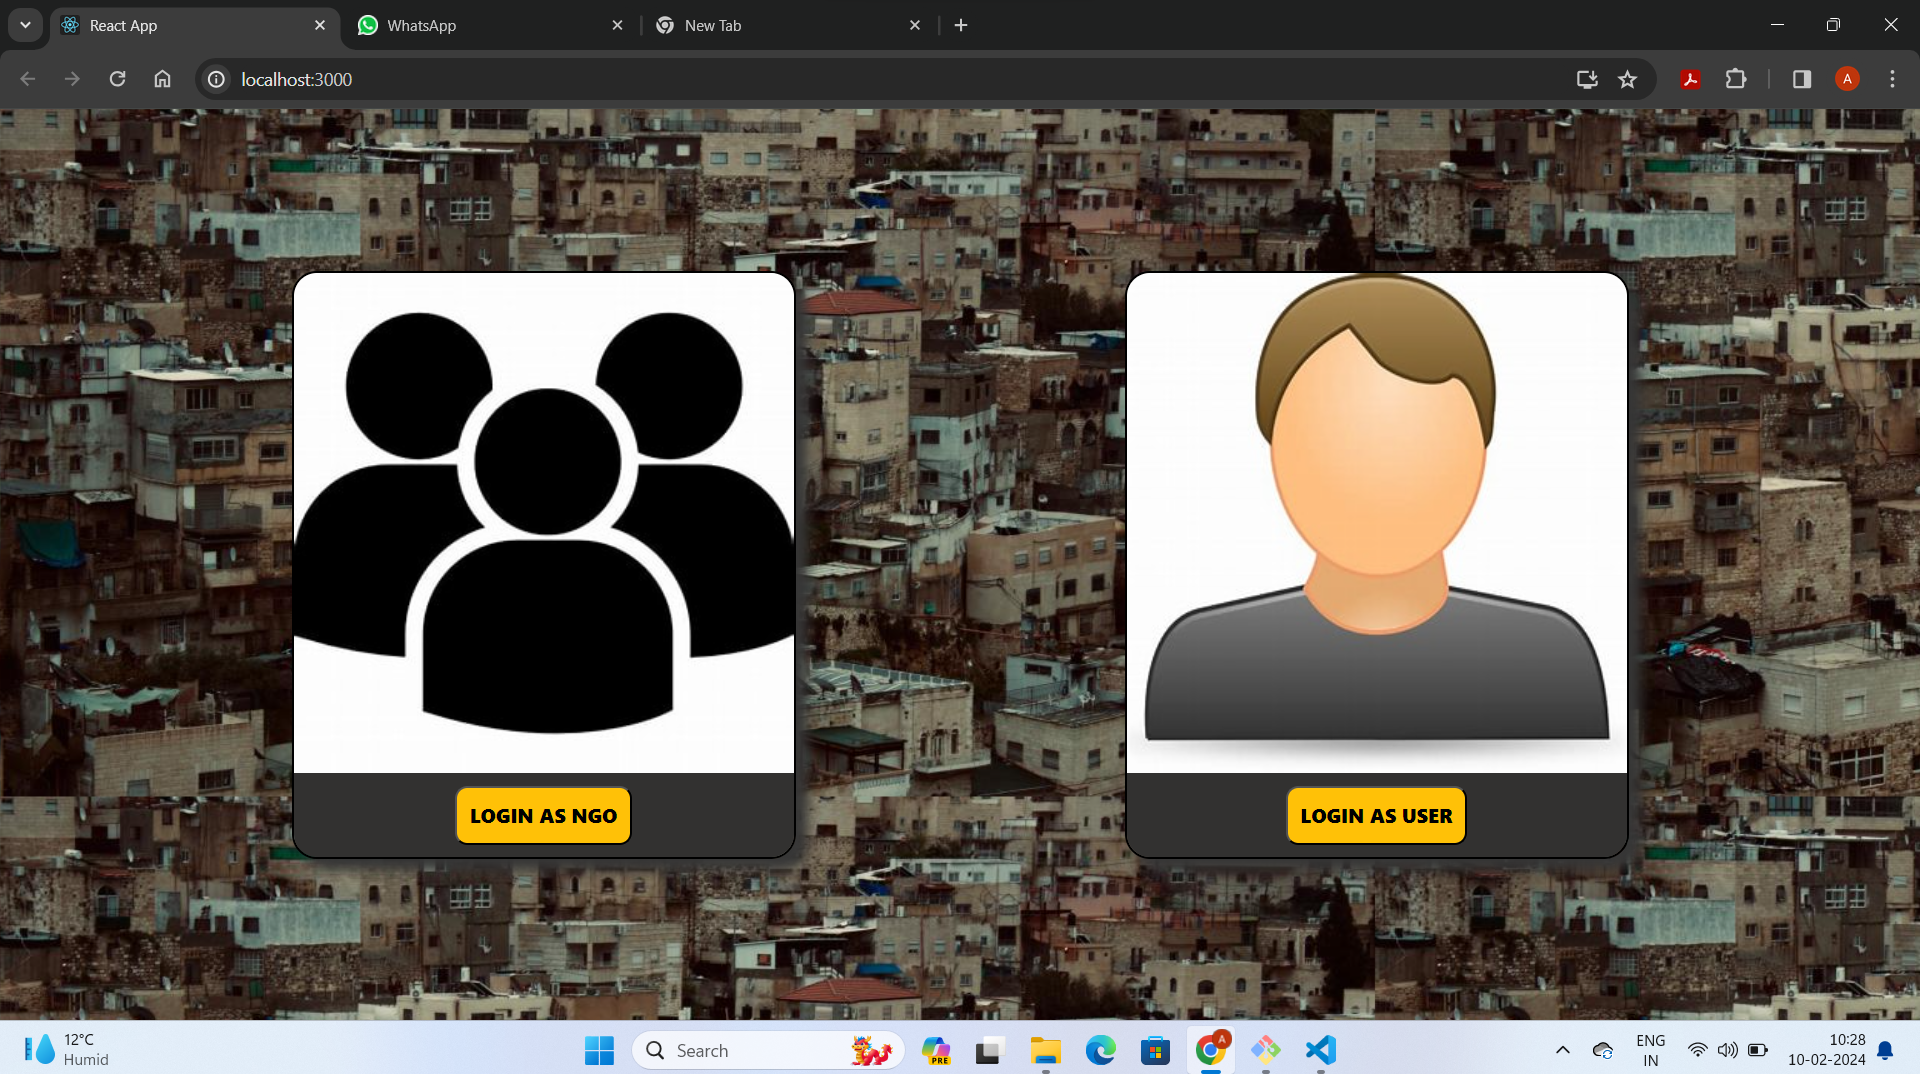 React App
WhatsApp
New Tab
localhost:3000
A
LOGIN AS NGO
LOGIN AS USER
12°C
Humid
Search
PRE
A
ENG
IN
10:28
10-02-2024